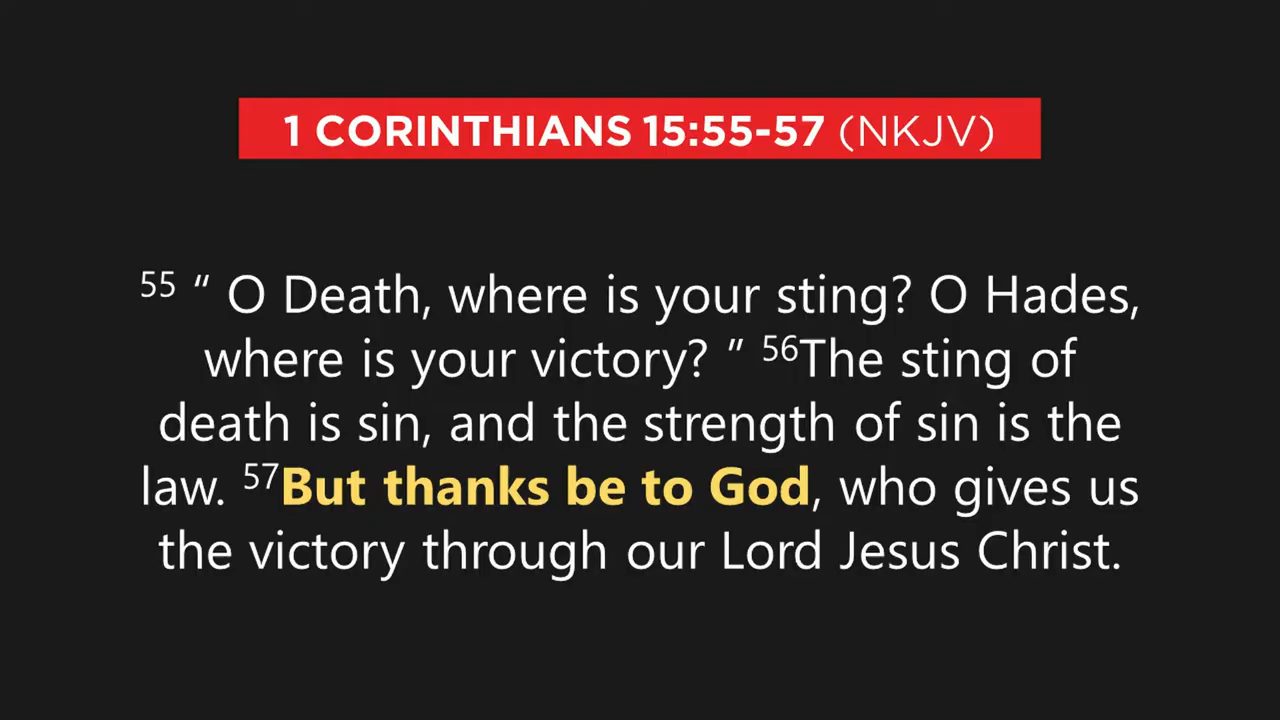 1 CORINTHIANS 15:55-57 (NKJV)
55 “ O Death, where is your sting? O Hades,
where is your victory? ” 56The sting of
death is sin, and the strength of sin is the
law. 57But thanks be to God, who gives us
the victory through our Lord Jesus Christ.